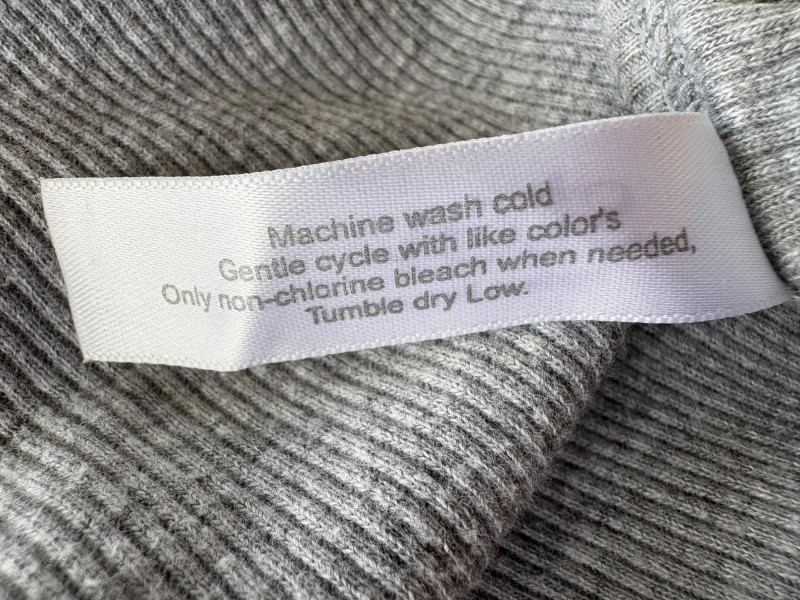 Machine wash cold
Gentle cycle with like color's
Only non-chlorine bleach when needed,
Tumble dry Low.